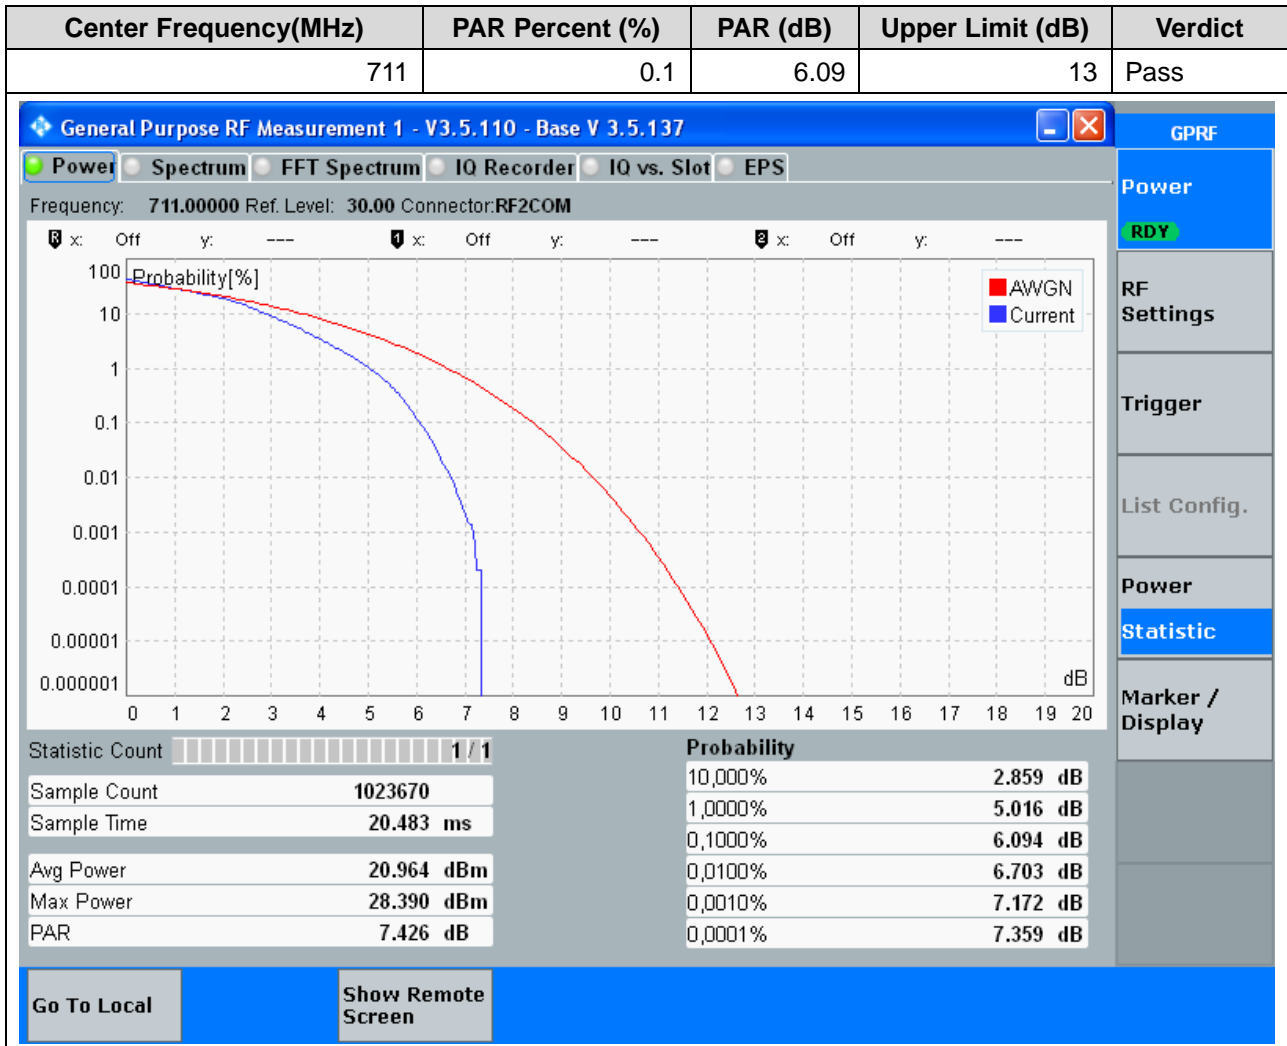 Center Frequency(MHz) PAR Percent (%) PAR (dB) Upper Limit (dB) Verdict
711 0.1 6.09 13 Pass
General Purpose RF Measurement 1 - V3.5.110 - Base V 3.5.137
GPRF
Power Spectrum FFT Spectrum IQ Recorder IQ vs. Slot EPS
Frequency: 711.00000 Ref. Level: 30.00 Connector:RF2COM
R x: Off y: --- 1 x: Off y: --- 2 x: Off y: ---
Probability[%]
AWGN
Current
100
10
1
0.1
0.01
0.001
0.0001
0.00001
0.000001
dB
0 1 2 3 4 5 6 7 8 9 10 11 12 13 14 15 16 17 18 19 20
Statistic Count 1 / 1
Sample Count 1023670
Sample Time 20.483 ms
Avg Power 20.964 dBm
Max Power 28.390 dBm
PAR 7.426 dB
Probability
10,000% 2.859 dB
1,0000% 5.016 dB
0,1000% 6.094 dB
0,0100% 6.703 dB
0,0010% 7.172 dB
0,0001% 7.359 dB
Power
RDY
RF
Settings
Trigger
List Config.
Power
Statistic
Marker /
Display
Go To Local
Show Remote
Screen